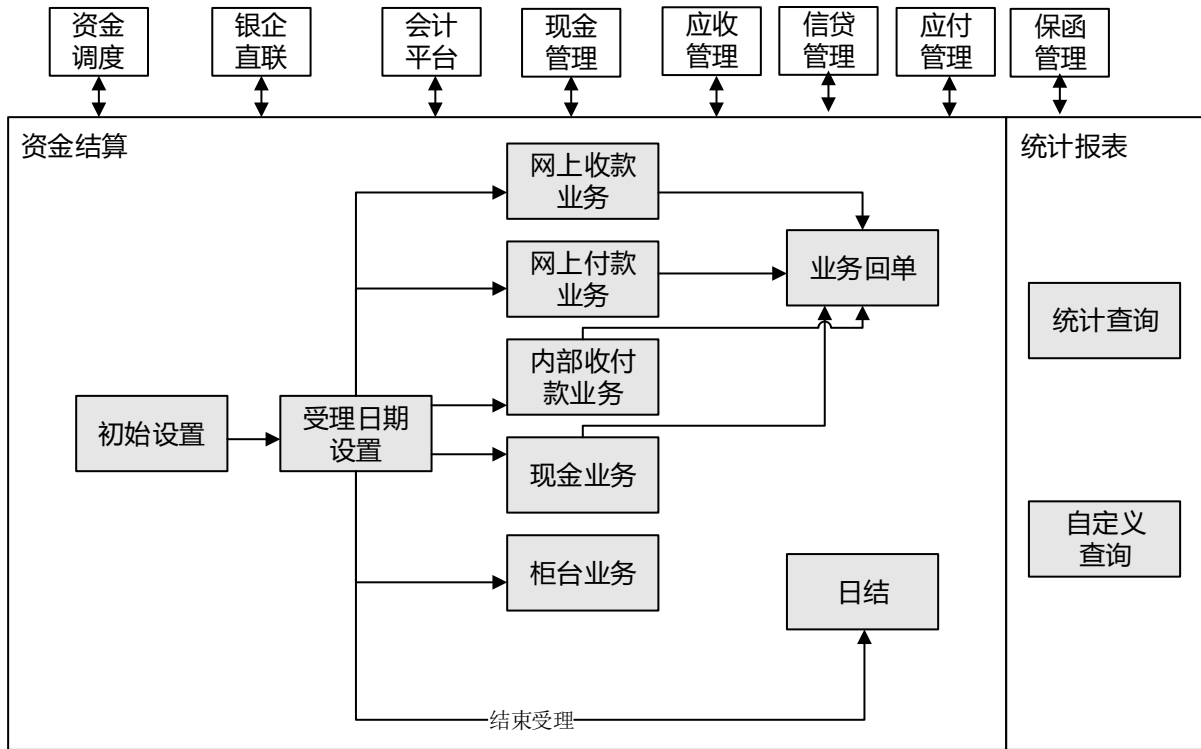 资金
调度
银企
直联
会计
平台
现金
管理
应收
管理
信贷
管理
应付
管理
保函
管理
资金结算
统计报表
网上收款
业务
网上付款
业务
业务回单
内部收付
款业务
初始设置
受理日期
设置
现金业务
柜台业务
日结
结束受理
统计查询
自定义
查询